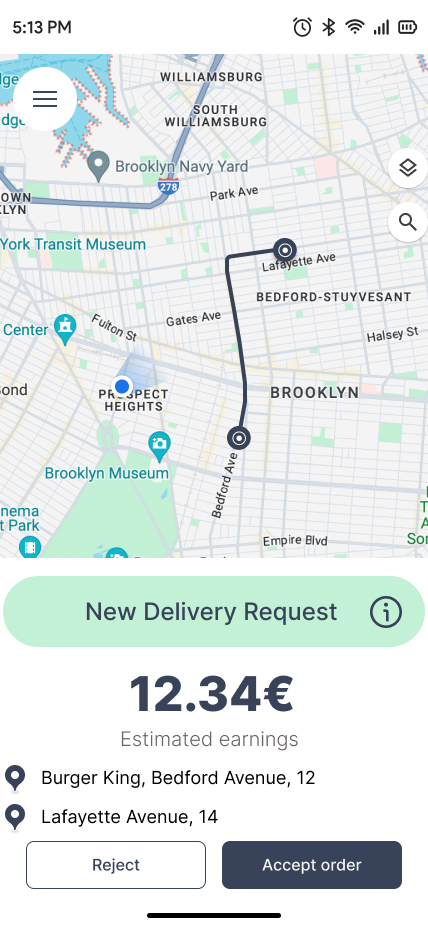 5:13 PM
WILLIAMSBURG
SOUTH
WILLIAMSBURG
dge
Brooklyn Navy Yard
278
Park Ave
OWN
KLYN
York Transit Museum
Lafayette Ave
BEDFORD-STUYVESANT
Center
Fulton St
Gates Ave
Halsey St
ond
PROSPECT
HEIGHTS
BROOKLYN
Brooklyn Museum
Bedford Ave
nema
t Park
Empire Blvd
New Delivery Request
12.34€
Estimated earnings
Burger King, Bedford Avenue, 12
Lafayette Avenue, 14
Reject
Accept order